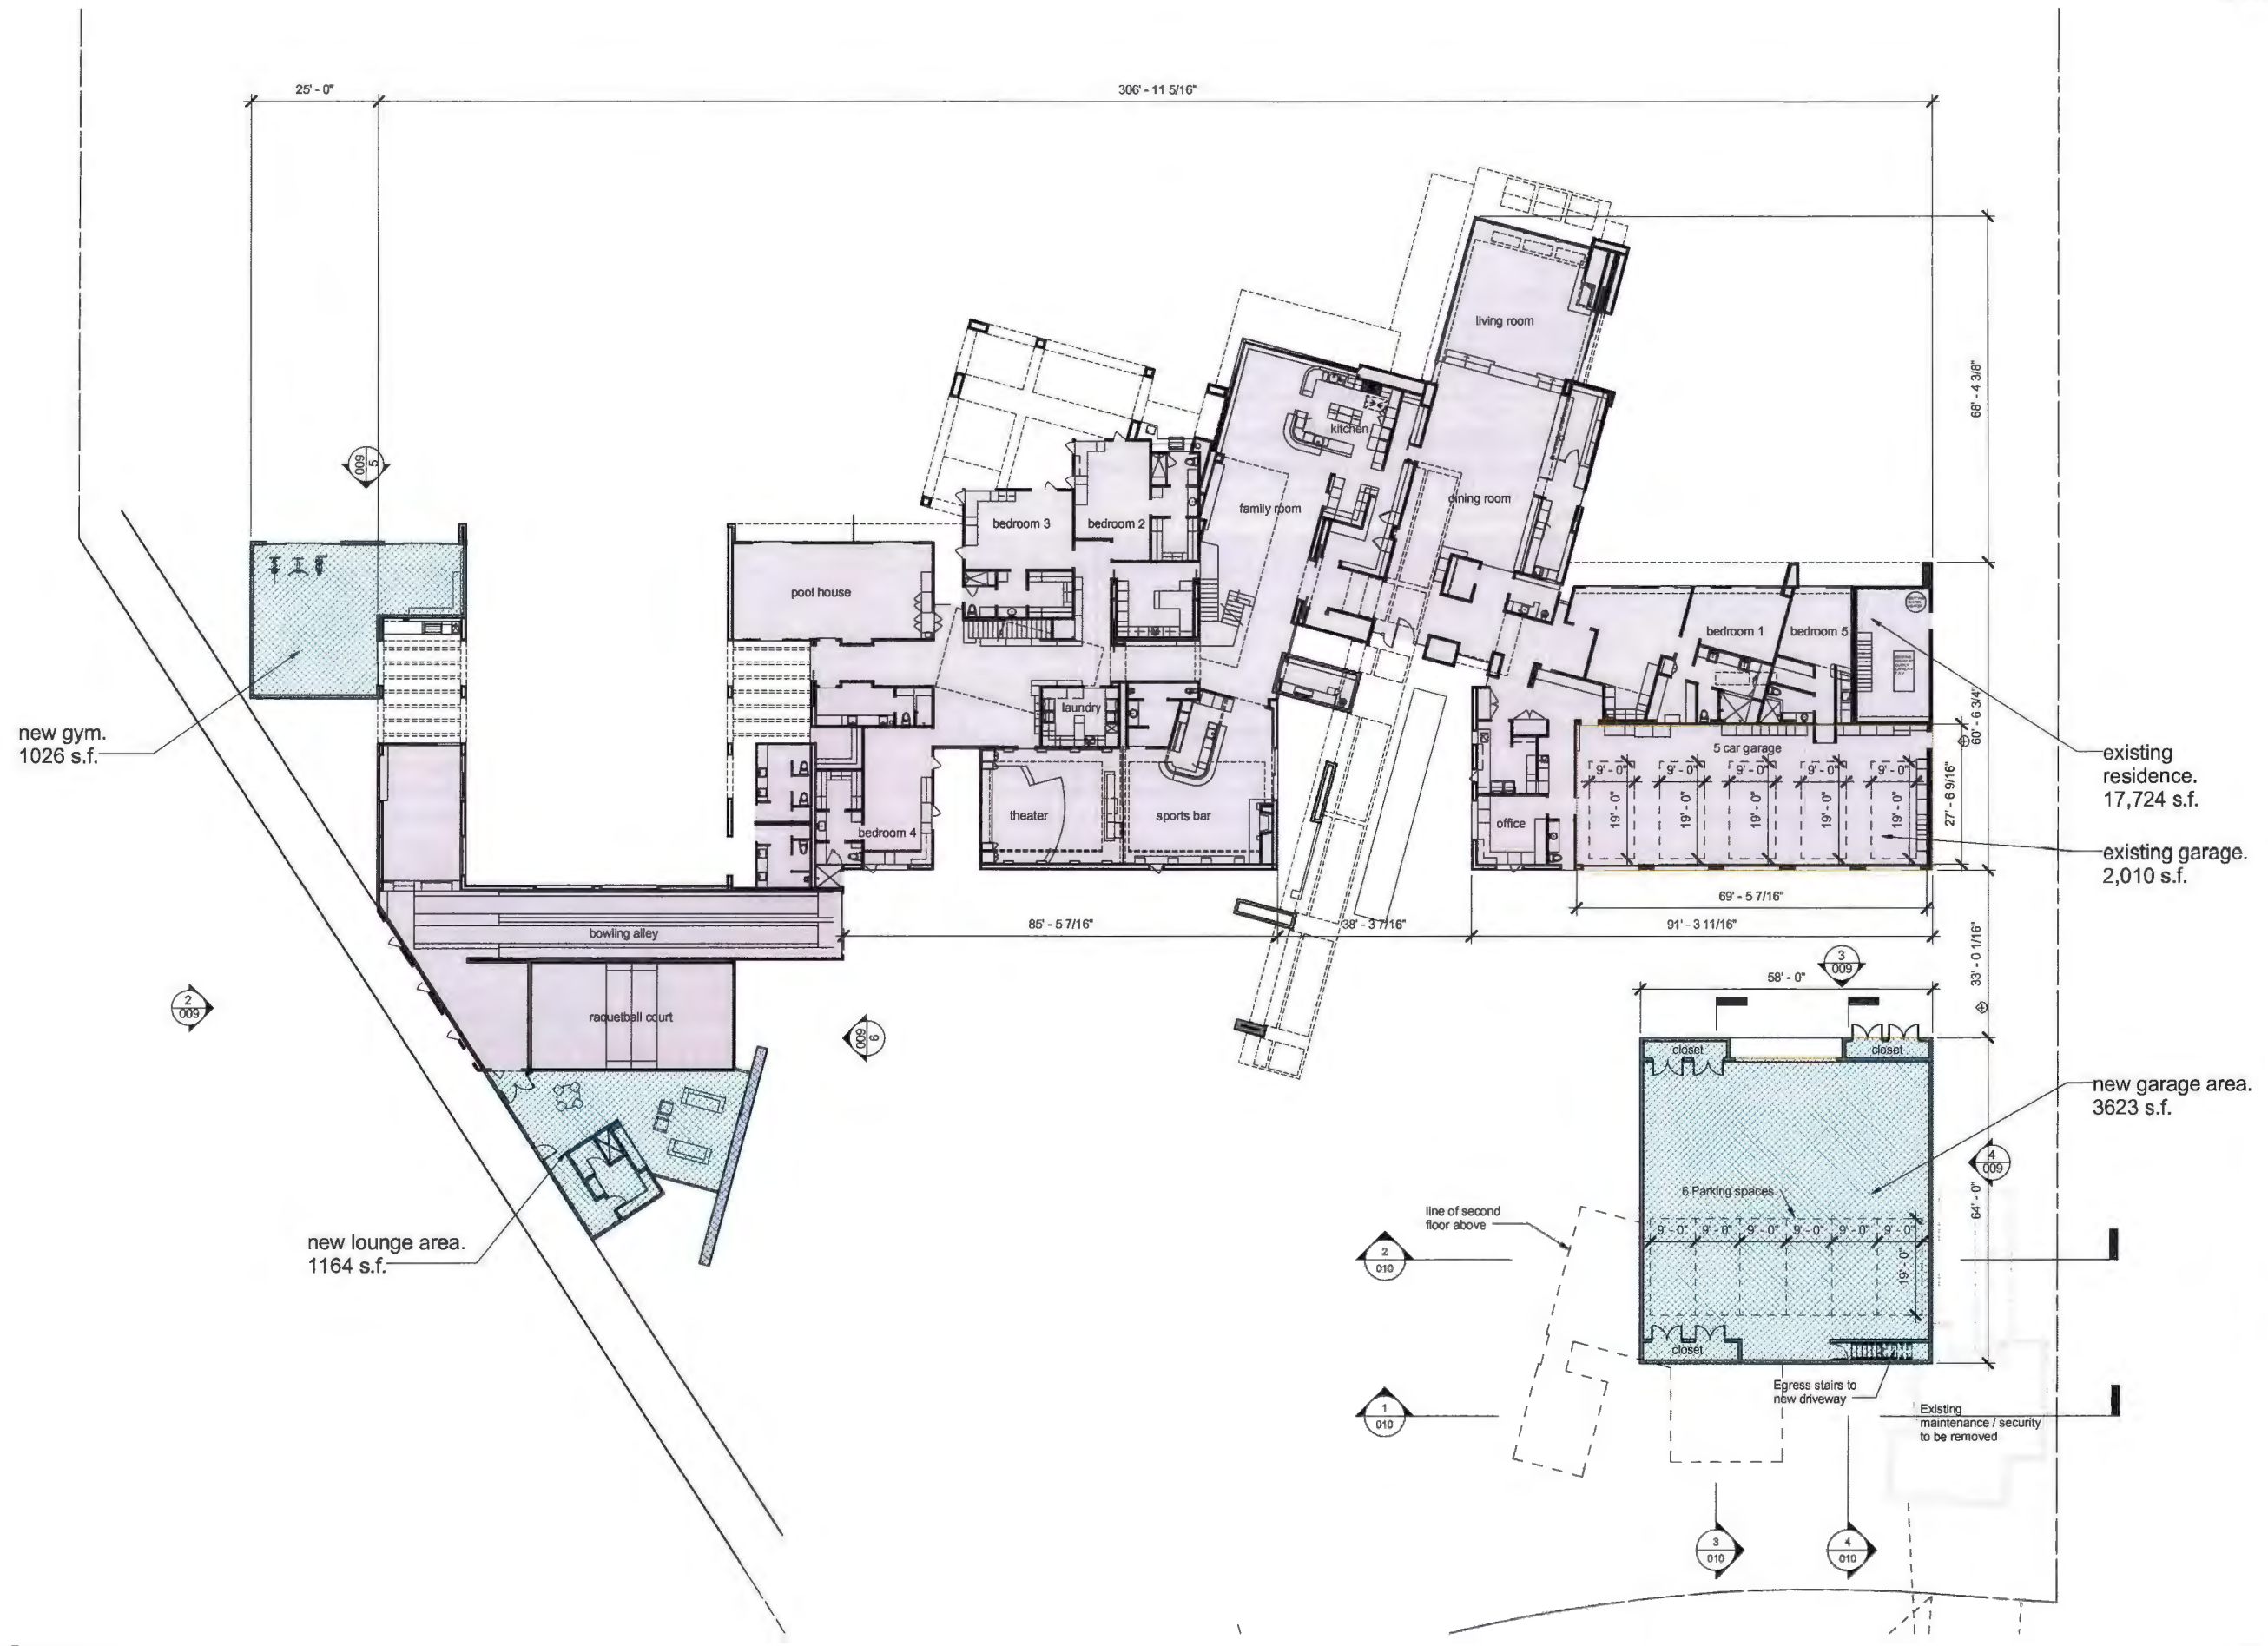 25' - 0"
306' - 11 5/16"
living room
68' - 4 3/8"
kitchen
dining room
family room
bedroom 3
bedroom 2
009
5
pool house
bedroom 1
bedroom 5
laundry
new gym.
1026 s.f.
60' - 6 3/4"
5 car garage
existing
residence.
17,724 s.f.
9' - 0"
9' - 0"
9' - 0"
9' - 0"
9' - 0"
19' - 0"
19' - 0"
19' - 0"
19' - 0"
19' - 0"
27' - 6 9/16"
theater
sports bar
bedroom 4
office
existing garage.
2,010 s.f.
69' - 5 7/16"
bowling alley
85' - 5 7/16"
38' - 3 7/16"
91' - 3 11/16"
33' - 0 1/16"
3
009
58' - 0"
2
009
raquetball court
009
6
closet
closet
new garage area.
3623 s.f.
4
009
6 Parking spaces
64' - 0"
line of second
floor above
9' - 0"
9' - 0"
9' - 0"
9' - 0"
9' - 0"
9' - 0"
19' - 0"
new lounge area.
1164 s.f.
2
010
closet
Egress stairs to
new driveway
1
010
Existing
maintenance / security
to be removed
3
010
4
010